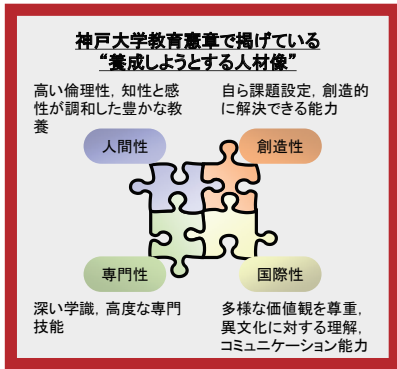 神戸大学教育憲章で掲げている
“養成しようとする人材像”
高い倫理性，知性と感
性が調和した豊かな教
養
自ら課題設定，創造的
に解決できる能力
人間性
創造性
専門性
国際性
深い学識，高度な専門
技能
多様な価値観を尊重，
異文化に対する理解，
コミュニケーション能力